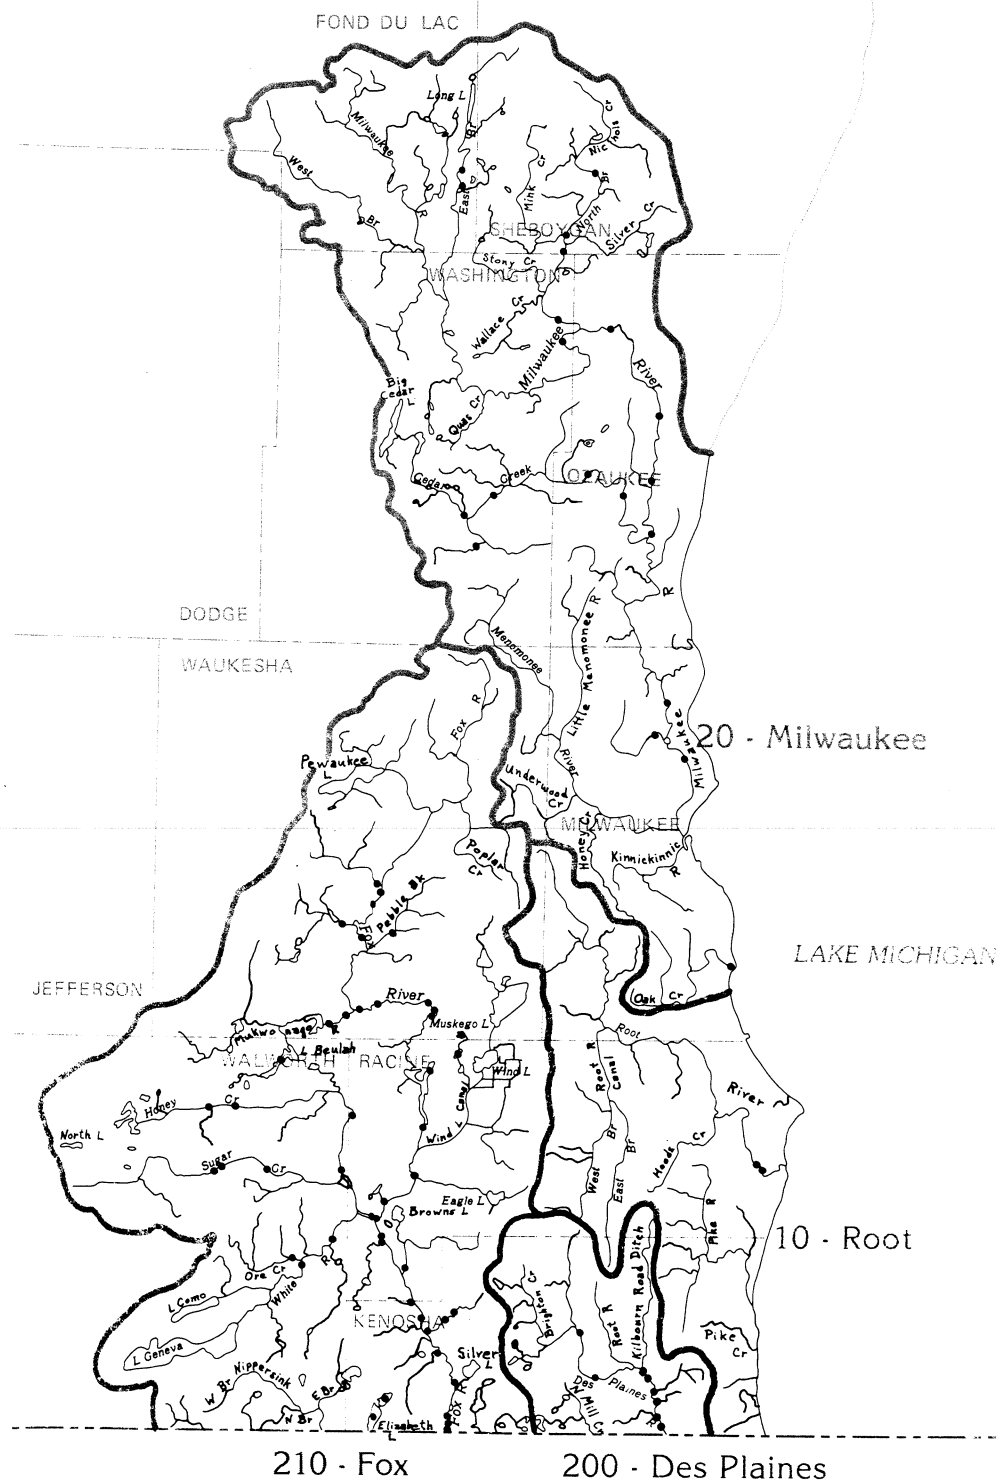 FOND DU LAC
Long L
Milwaukee
R
Nichols
Cr
West
Br
East
Br
Mink
Cr
North
Br
SHEBOYGAN
Silver
Cr
Stony Cr
WASHINGTON
Wallace
Cr
Milwaukee
River
Big
Cedar
L
Quas Cr
Cedar
Creek
OZAUKEE
R
DODGE
WAUKESHA
Menomonee
Little Menomonee R
River
Fox
R
Pewaukee
L
Underwood
Cr
Milwaukee
20 - Milwaukee
MILWAUKEE
Honey Cr
Kinnickinnic
R
Poplar
Cr
Pebble Bk
Fox
LAKE MICHIGAN
JEFFERSON
Oak Cr
River
Mukwonago
R
Muskego L
L Beulah
WALWORTH
RACINE
Wind L
Wind L Canal
Root
Root R
Canal
River
Honey
Cr
North L
Sugar
Cr
Hoods
Cr
West
Br
East
Br
Eagle L
Browns L
Pike R
10 - Root
Ore Cr
White
R
L Como
L Geneva
KENOSHA
Brighton
Cr
Root R
Kilbourn Road Ditch
Pike
Cr
Silver
L
W Br
Nippersink
E Br
N Br
Elizabeth
L
Fox R
Des
Plaines
R
N Mill C
210 - Fox
200 - Des Plaines